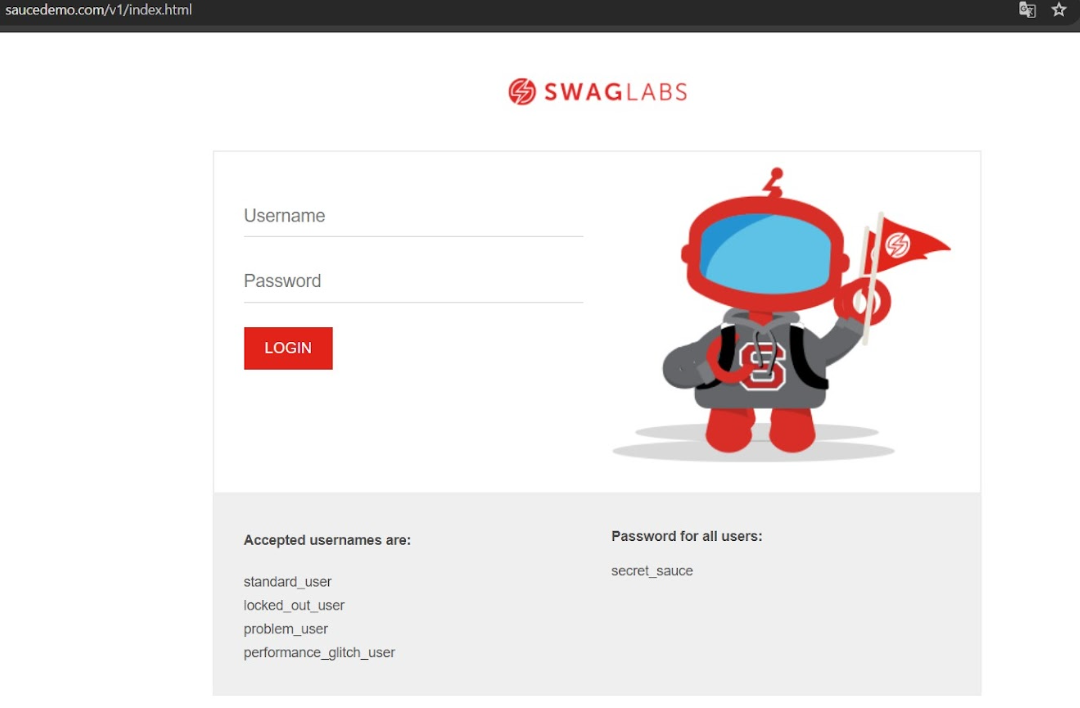 saucedemo.com/v1/index.html
SWAGLABS
Username
Password
LOGIN
S
Accepted usernames are:
standard_user
locked_out_user
problem_user
performance_glitch_user
Password for all users:
secret_sauce